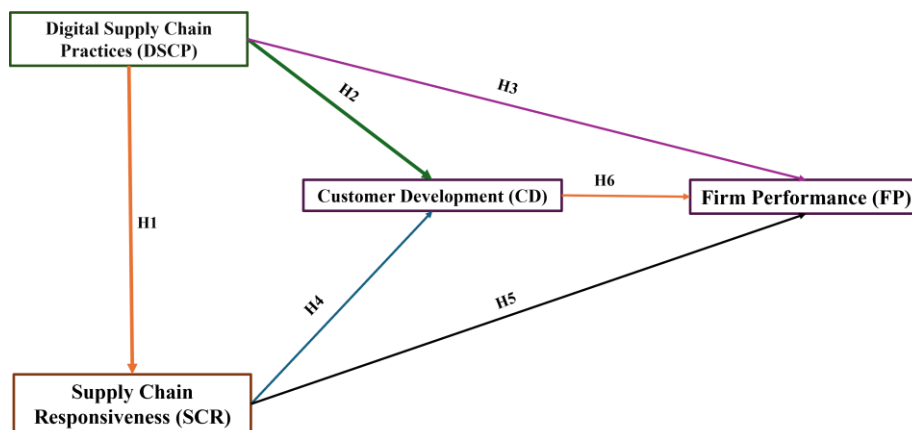 Digital Supply Chain
Practices (DSCP)
H3
H2
H6
Customer Development (CD)
Firm Performance (FP)
H1
H4
H5
Supply Chain
Responsiveness (SCR)